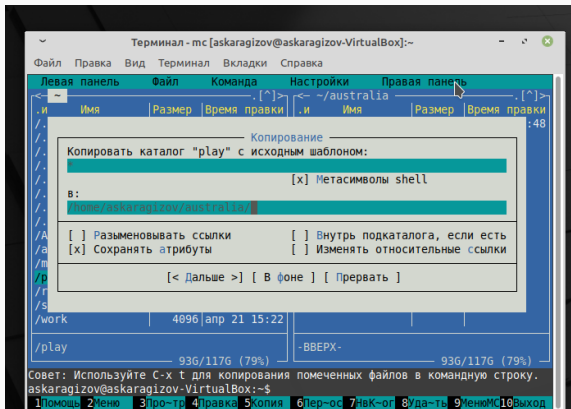 Терминал - mc [askaragizov@askaragizov-VirtualBox]:~
Файл Правка Вид Терминал Вкладки Справка
Левая панель Файл Команда Настройки Правая панель
<- ~ .[^]> <- ~/australia .[^]>
.и Имя |Размер |Время правки .и Имя |Размер |Время правки
/. :48
/.
Копирование
/. Копировать каталог "play" с исходным шаблоном:
/. *
/. [x] Метасимволы shell
/. в:
/. /home/askaragizov/australia/
/.
/A [ ] Разыменовывать ссылки [ ] Внутрь подкаталога, если есть
/a [x] Сохранять атрибуты [ ] Изменять относительные ссылки
/m
/p [< Дальше >] [ В фоне ] [ Прервать ]
/r
/s
/work | 4096|апр 21 15:22
/play -ВВЕРХ-
93G/117G (79%) 93G/117G (79%)
Совет: Используйте C-x t для копирования помеченных файлов в командную строку.
askaragizov@askaragizov-VirtualBox:~$
1Помощь 2Меню 3Про~тр 4Правка 5Копия 6Пер~ос 7НвК~ог 8Уда~ть 9МенюMC 10Выход